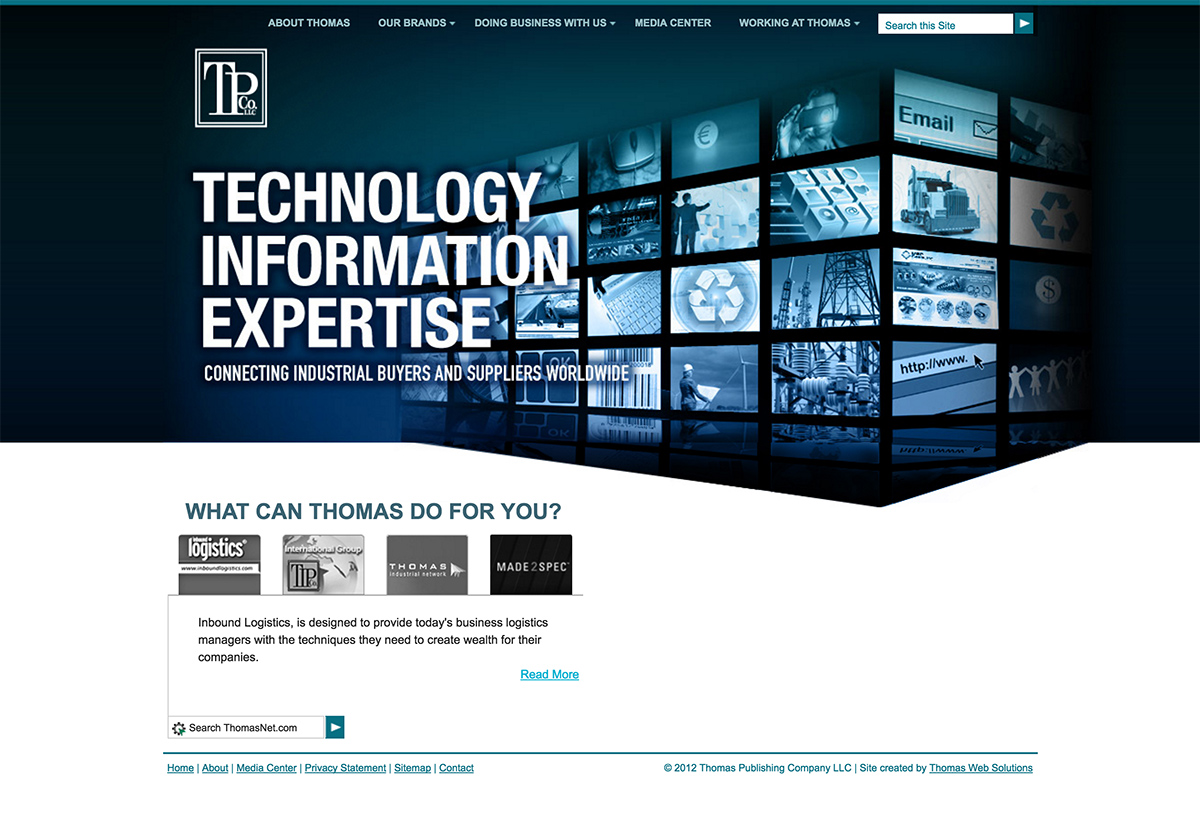 ABOUT THOMAS OUR BRANDS DOING BUSINESS WITH US MEDIA CENTER WORKING AT THOMAS Search this Site
TPCo.
LLC
Email
TECHNOLOGY
INFORMATION
EXPERTISE
CONNECTING INDUSTRIAL BUYERS AND SUPPLIERS WORLDWIDE
€
$
OK
http://www.
WHAT CAN THOMAS DO FOR YOU?
inbound
logistics®
www.inboundlogistics.com
International Group
TPCo.
THOMAS
industrial network
MADE2SPEC
Inbound Logistics, is designed to provide today's business logistics
managers with the techniques they need to create wealth for their
companies.
Read More
Search ThomasNet.com
Home | About | Media Center | Privacy Statement | Sitemap | Contact
© 2012 Thomas Publishing Company LLC | Site created by Thomas Web Solutions